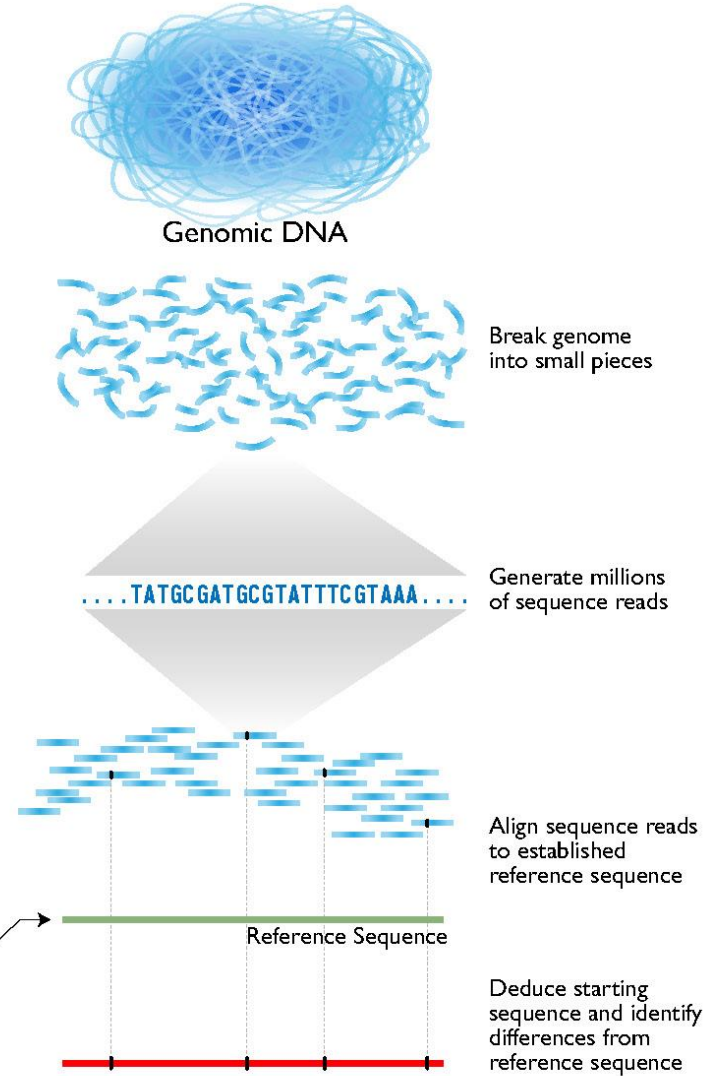 Genomic DNA
Break genome
into small pieces
Generate millions
of sequence reads
....TATGCGATGCGTATTTCGTAAA....
Align sequence reads
to established
reference sequence
Reference Sequence
Deduce starting
sequence and identify
differences from
reference sequence